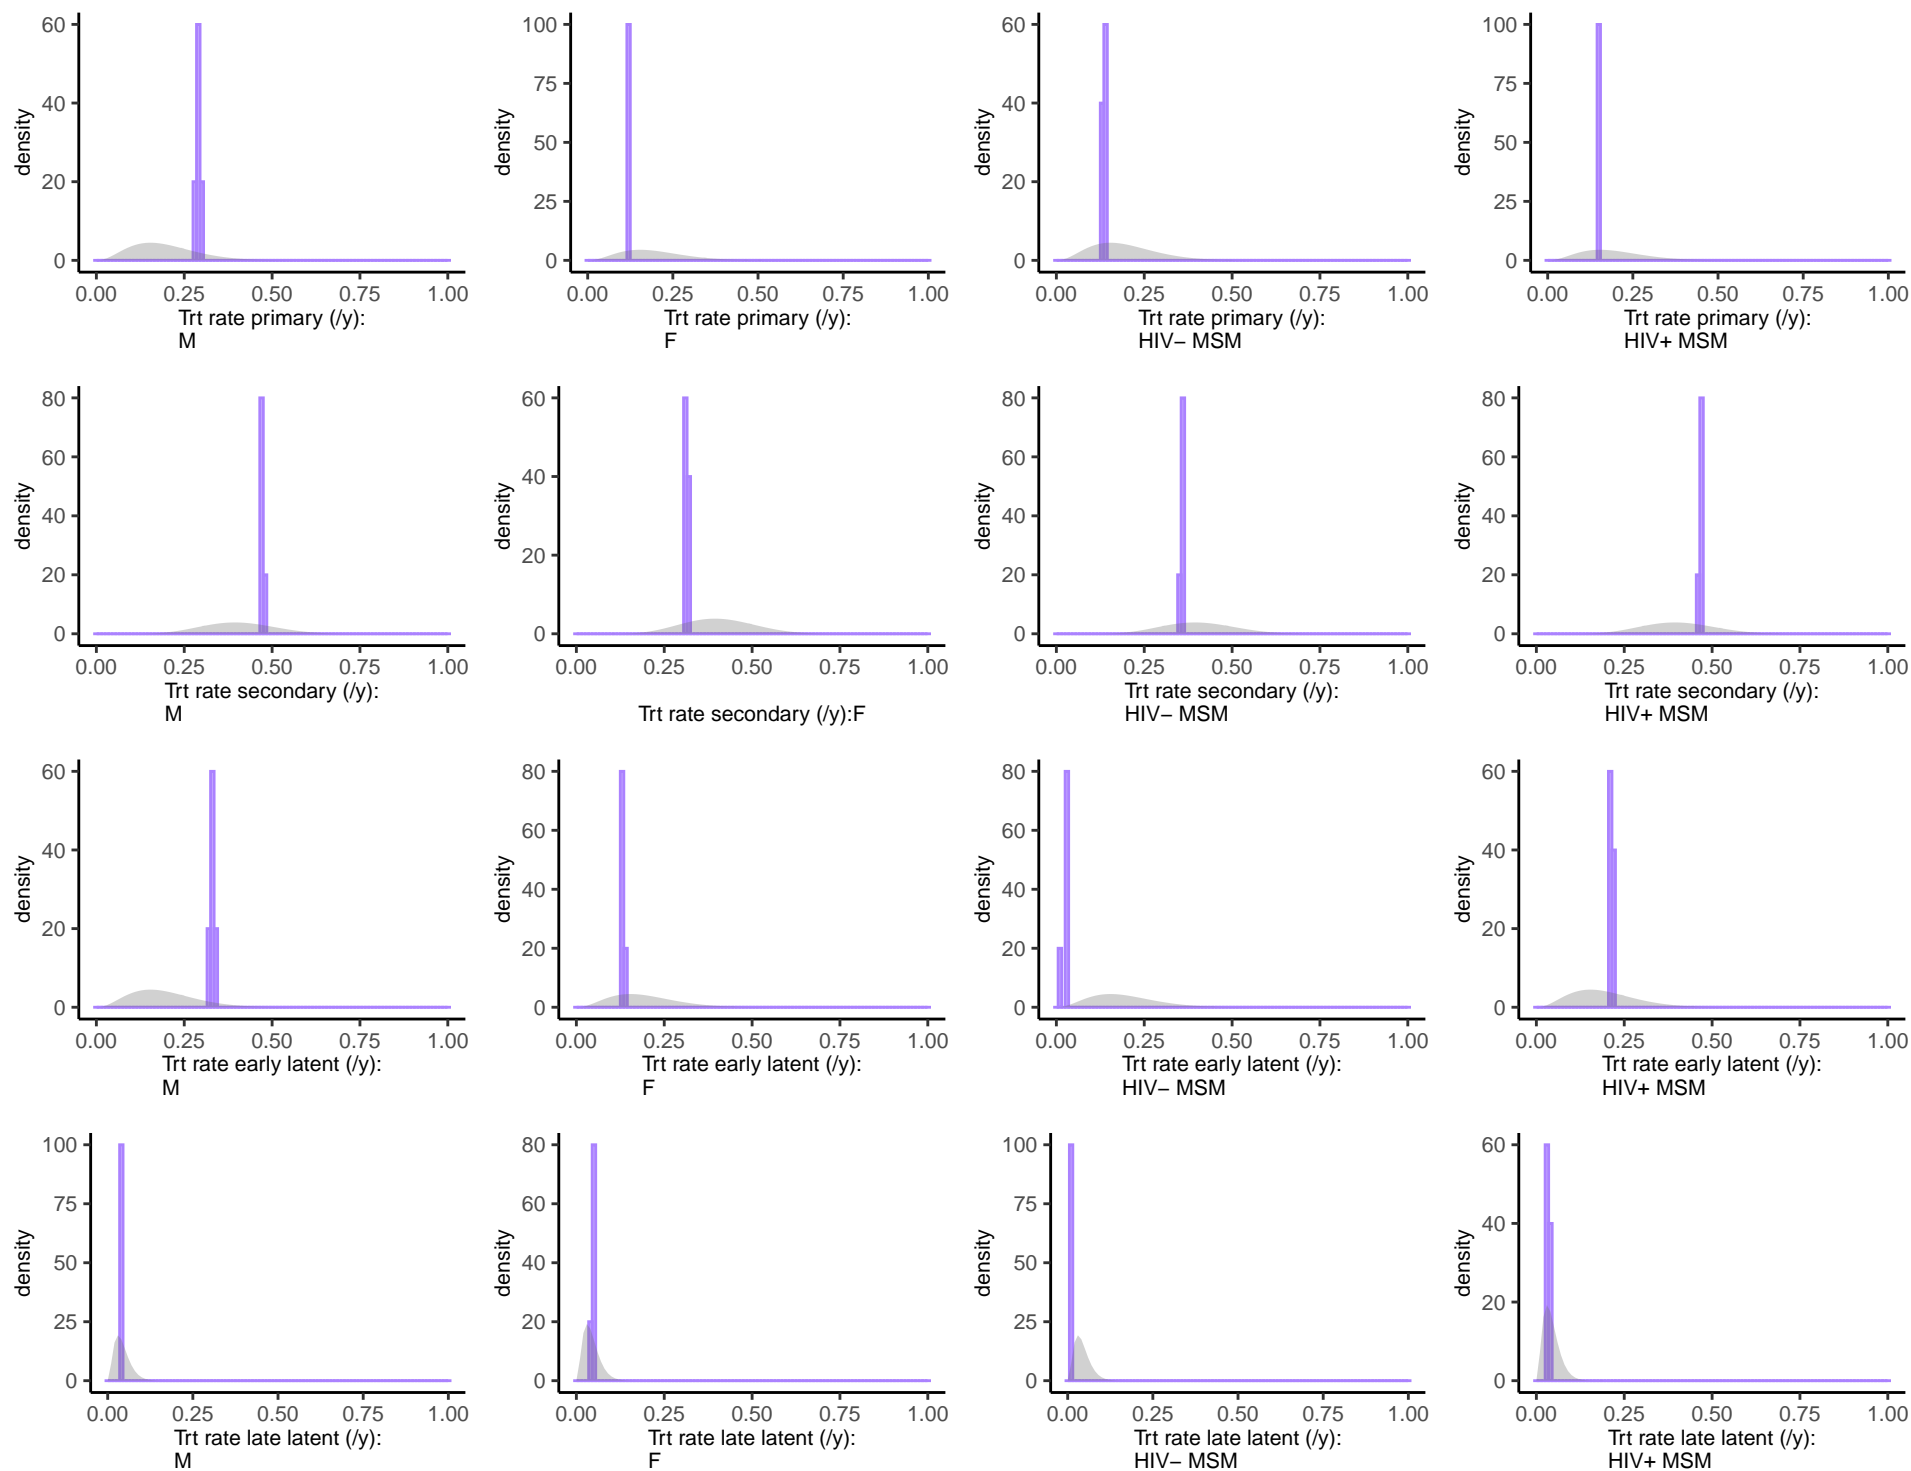 density
60
40
20
0
0.00 0.25 0.50 0.75 1.00
Trt rate primary (/y):
M
density
100
75
50
25
0
0.00 0.25 0.50 0.75 1.00
Trt rate primary (/y):
F
density
60
40
20
0
0.00 0.25 0.50 0.75 1.00
Trt rate primary (/y):
HIV− MSM
density
100
75
50
25
0
0.00 0.25 0.50 0.75 1.00
Trt rate primary (/y):
HIV+ MSM
density
80
60
40
20
0
0.00 0.25 0.50 0.75 1.00
Trt rate secondary (/y):
M
density
60
40
20
0
0.00 0.25 0.50 0.75 1.00
Trt rate secondary (/y):F
density
80
60
40
20
0
0.00 0.25 0.50 0.75 1.00
Trt rate secondary (/y):
HIV− MSM
density
80
60
40
20
0
0.00 0.25 0.50 0.75 1.00
Trt rate secondary (/y):
HIV+ MSM
density
60
40
20
0
0.00 0.25 0.50 0.75 1.00
Trt rate early latent (/y):
M
density
80
60
40
20
0
0.00 0.25 0.50 0.75 1.00
Trt rate early latent (/y):
F
density
80
60
40
20
0
0.00 0.25 0.50 0.75 1.00
Trt rate early latent (/y):
HIV− MSM
density
60
40
20
0
0.00 0.25 0.50 0.75 1.00
Trt rate early latent (/y):
HIV+ MSM
density
100
75
50
25
0
0.00 0.25 0.50 0.75 1.00
Trt rate late latent (/y):
M
density
80
60
40
20
0
0.00 0.25 0.50 0.75 1.00
Trt rate late latent (/y):
F
density
100
75
50
25
0
0.00 0.25 0.50 0.75 1.00
Trt rate late latent (/y):
HIV− MSM
density
60
40
20
0
0.00 0.25 0.50 0.75 1.00
Trt rate late latent (/y):
HIV+ MSM